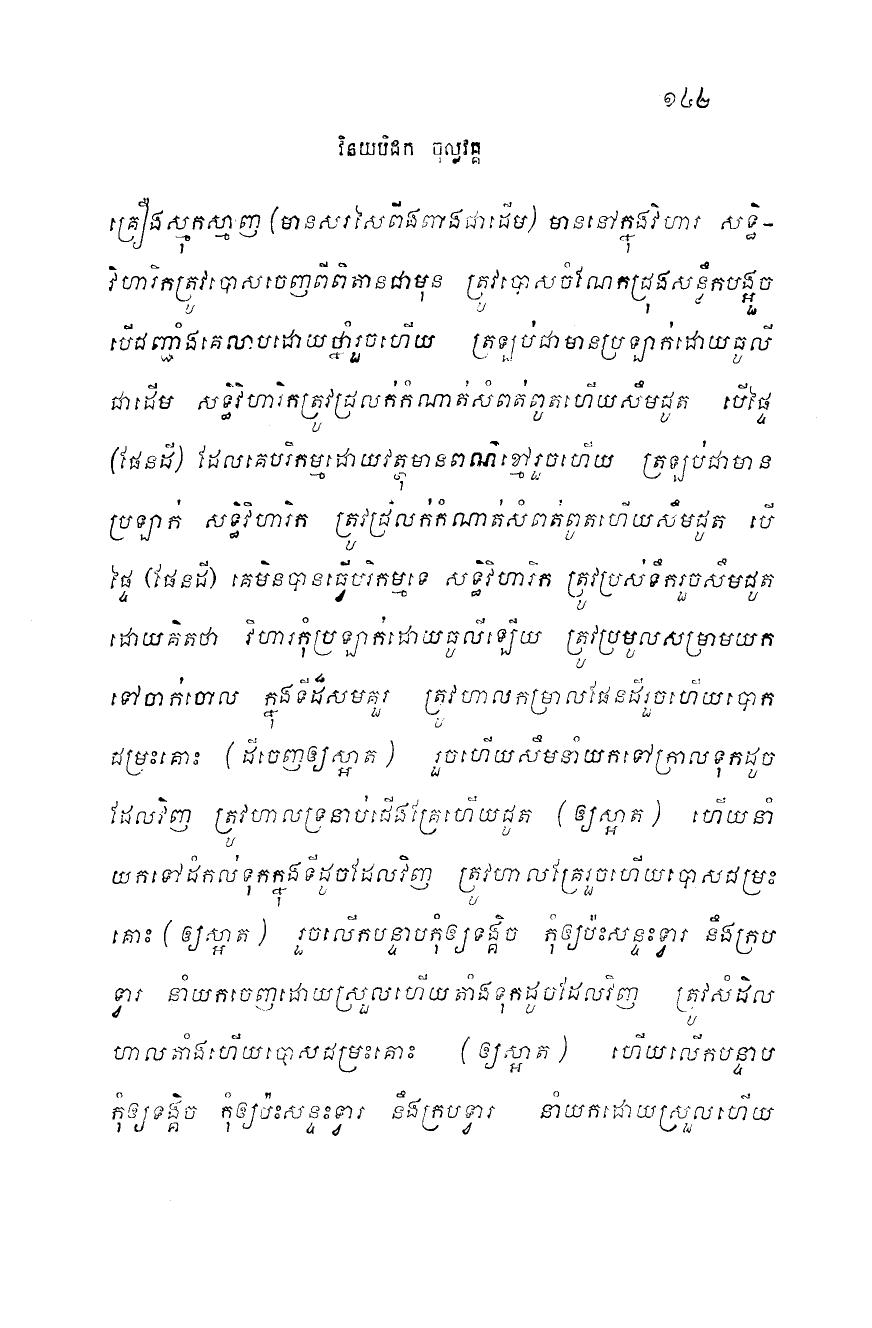 ១៤២
វិនយបិដក ចុល្លវគ្គ
គ្រឿងស្មុកស្មាញ (មានសរសៃពីងពាងជាដើម) មាននៅក្នុងវិហារ សទ្ធិ-
វិហារិកត្រូវបោសចេញពីពិតានជាមុន ត្រូវបោសចំណែកជ្រុងសន្ទឹកបង្អួច
បើជញ្ជាំងគេលាបដោយថ្នាំរួចហើយ ត្រឡប់ជាមានប្រឡាក់ដោយធូលី
ជាដើម សទ្ធិវិហារិកត្រូវជ្រលក់កំណាត់សំពត់ពូតហើយសឹមដូត បើផ្ទៃ
(ផែនដី) ដែលគេបរិកម្មដោយវត្ថុមានពណ៌ខ្មៅរួចហើយ ត្រឡប់ជាមាន
ប្រឡាក់ សទ្ធិវិហារិក ត្រូវជ្រលក់កំណាត់សំពត់ពូតហើយសឹមដូត បើ
ផ្ទៃ (ផែនដី) គេមិនបានធ្វើបរិកម្មទេ សទ្ធិវិហារិក ត្រូវប្រស់ទឹករួចសឹមដូត
ដោយគិតថា វិហារកុំប្រឡាក់ដោយធូលីឡើយ ត្រូវប្រមូលសម្រាមយក
ទៅចាក់ចោល ក្នុងទីដ៏សមគួរ ត្រូវហាលកម្រាលផែនដីរួចហើយបោក
ជម្រះគោះ (ដីចេញឲ្យស្អាត) រួចហើយសឹមនាំយកទៅក្រាលទុកដូច
ដែលវិញ ត្រូវហាលទ្រនាប់ជើងគ្រែហើយដូត (ឲ្យស្អាត) ហើយនាំ
យកទៅដំកល់ទុកក្នុងទីដូចដែលវិញ ត្រូវហាលគ្រែរួចហើយបោសជម្រះ
គោះ (ឲ្យស្អាត) រួចលើកបន្ទាបកុំឲ្យទង្គិច កុំឲ្យប៉ះសន្ទះទ្វារ នឹងក្រប
ទ្វារ នាំយកចេញដោយស្រួលហើយតាំងទុកដូចដែលវិញ ត្រូវសំដិល
ហាលតាំងហើយបោសជម្រះគោះ (ឲ្យស្អាត) ហើយលើកបន្ទាប
កុំឲ្យទង្គិច កុំឲ្យប៉ះសន្ទះទ្វារ នឹងក្របទ្វារ នាំយកដោយស្រួលហើយ